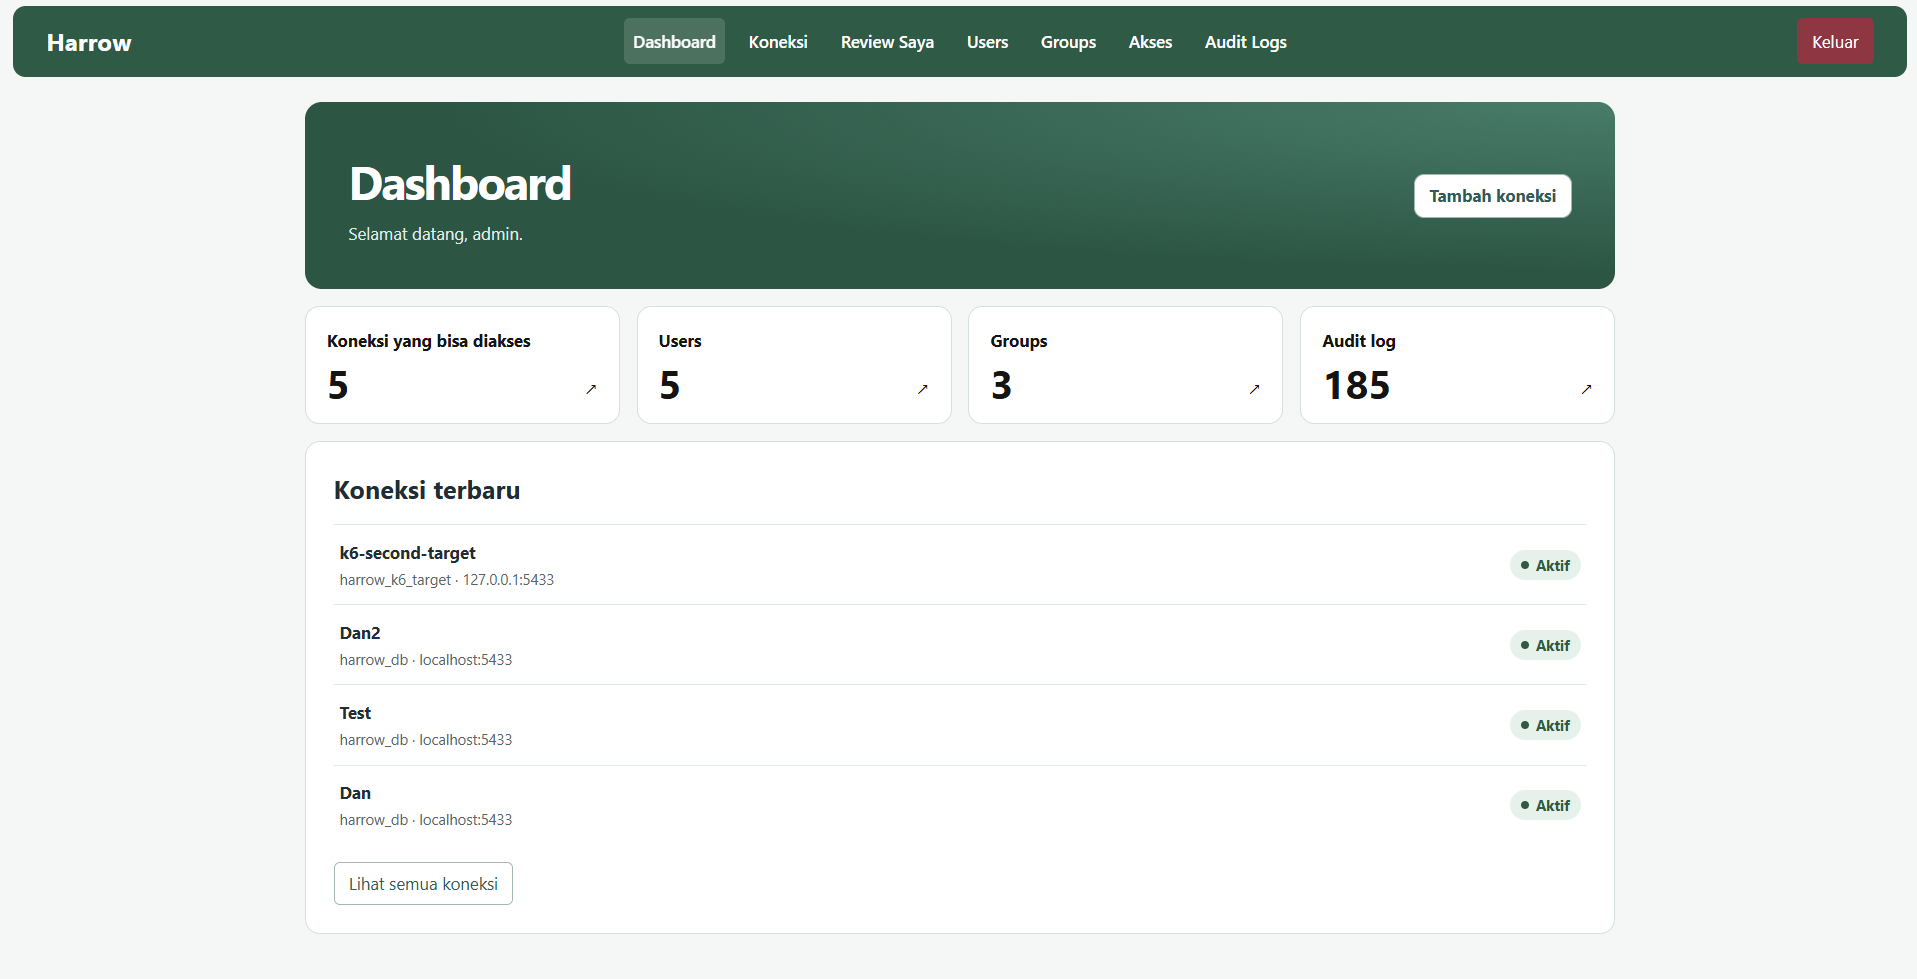 Harrow
Dashboard
Koneksi
Review Saya
Users
Groups
Akses
Audit Logs
Keluar
Dashboard
Selamat datang, admin.
Tambah koneksi
Koneksi yang bisa diakses
5
↗
Users
5
↗
Groups
3
↗
Audit log
185
↗
Koneksi terbaru
k6-second-target
harrow_k6_target · 127.0.0.1:5433
Aktif
Dan2
harrow_db · localhost:5433
Aktif
Test
harrow_db · localhost:5433
Aktif
Dan
harrow_db · localhost:5433
Aktif
Lihat semua koneksi